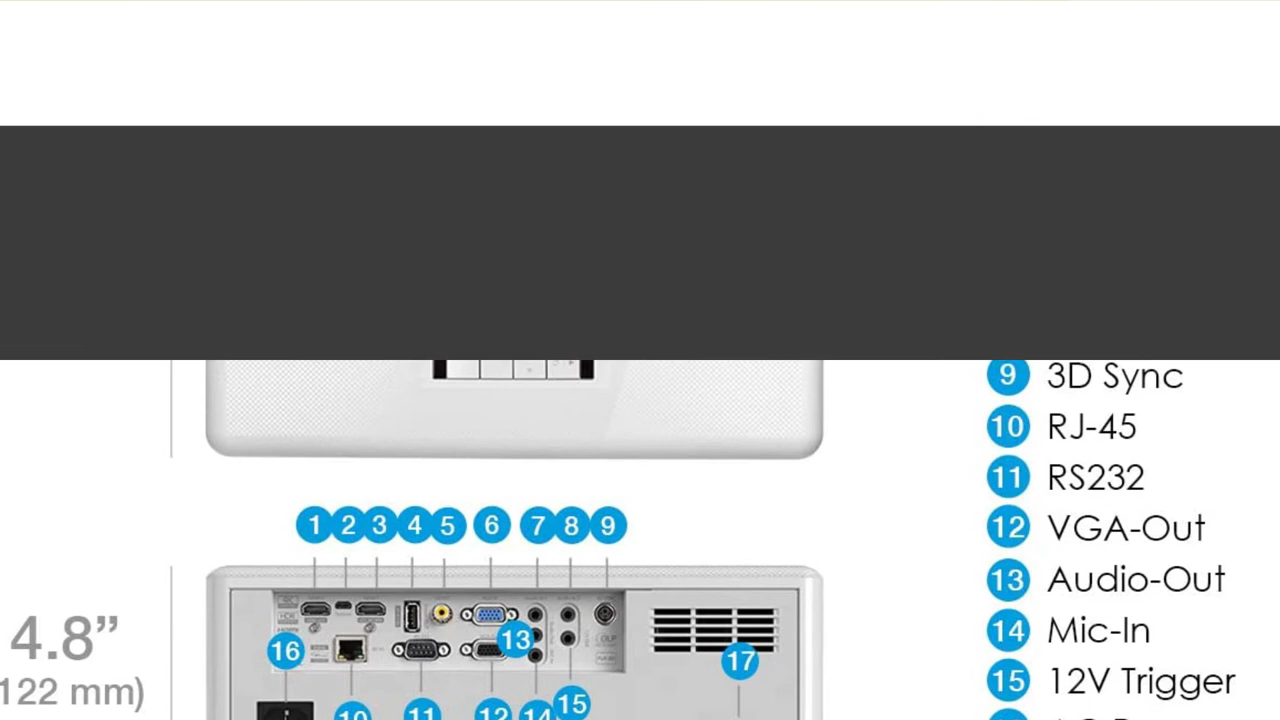 9 3D Sync
10 RJ-45
11 RS232
12 VGA-Out
13 Audio-Out
14 Mic-In
15 12V Trigger
1 2 3 4 5 6 7 8 9
4.8”
122 mm)
16
13
17
10 11 12 14 15